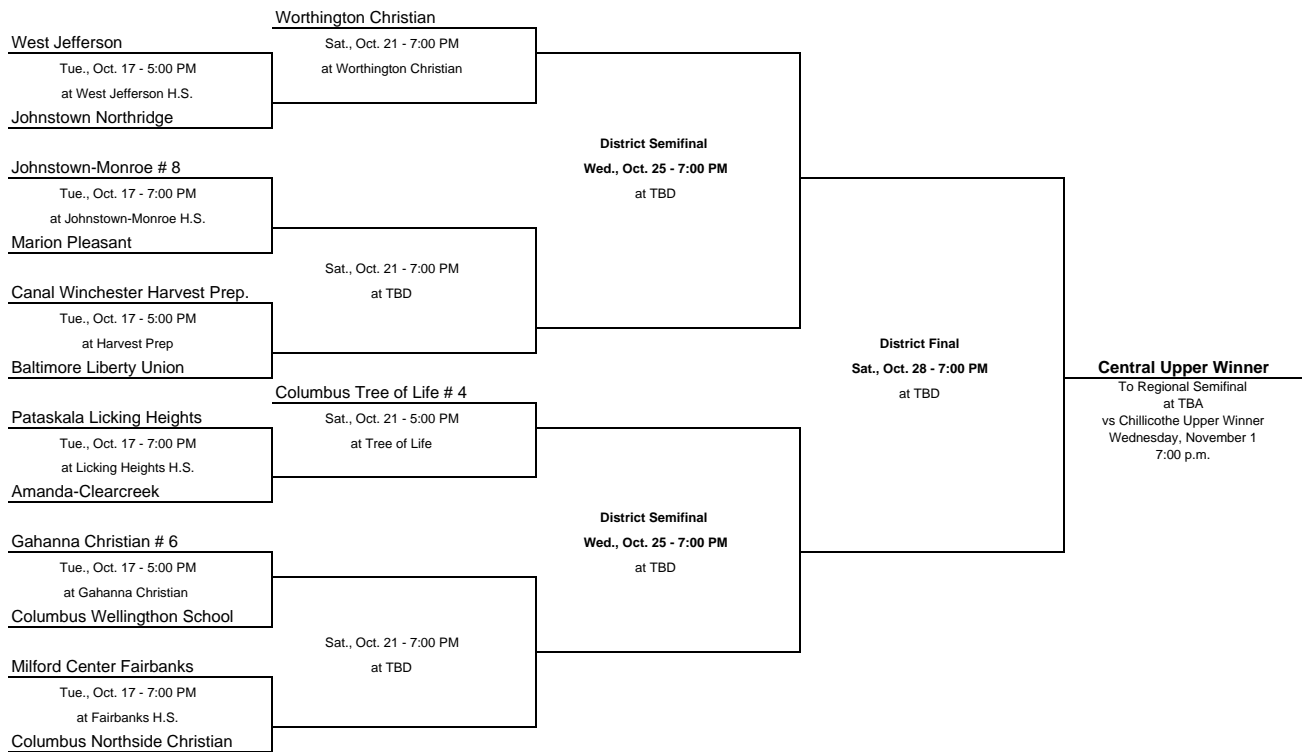 Worthington Christian
West Jefferson
Sat., Oct. 21 - 7:00 PM
Tue., Oct. 17 - 5:00 PM
at Worthington Christian
at West Jefferson H.S.
Johnstown Northridge
District Semifinal
Johnstown-Monroe # 8
Wed., Oct. 25 - 7:00 PM
Tue., Oct. 17 - 7:00 PM
at TBD
at Johnstown-Monroe H.S.
Marion Pleasant
Sat., Oct. 21 - 7:00 PM
Canal Winchester Harvest Prep.
at TBD
Tue., Oct. 17 - 5:00 PM
at Harvest Prep
District Final
Baltimore Liberty Union
Sat., Oct. 28 - 7:00 PM
Central Upper Winner
Columbus Tree of Life # 4
at TBD
To Regional Semifinal
at TBA
Pataskala Licking Heights
Sat., Oct. 21 - 5:00 PM
vs Chillicothe Upper Winner
Tue., Oct. 17 - 7:00 PM
at Tree of Life
Wednesday, November 1
7:00 p.m.
at Licking Heights H.S.
Amanda-Clearcreek
District Semifinal
Gahanna Christian # 6
Wed., Oct. 25 - 7:00 PM
Tue., Oct. 17 - 5:00 PM
at TBD
at Gahanna Christian
Columbus Wellingthon School
Sat., Oct. 21 - 7:00 PM
Milford Center Fairbanks
at TBD
Tue., Oct. 17 - 7:00 PM
at Fairbanks H.S.
Columbus Northside Christian